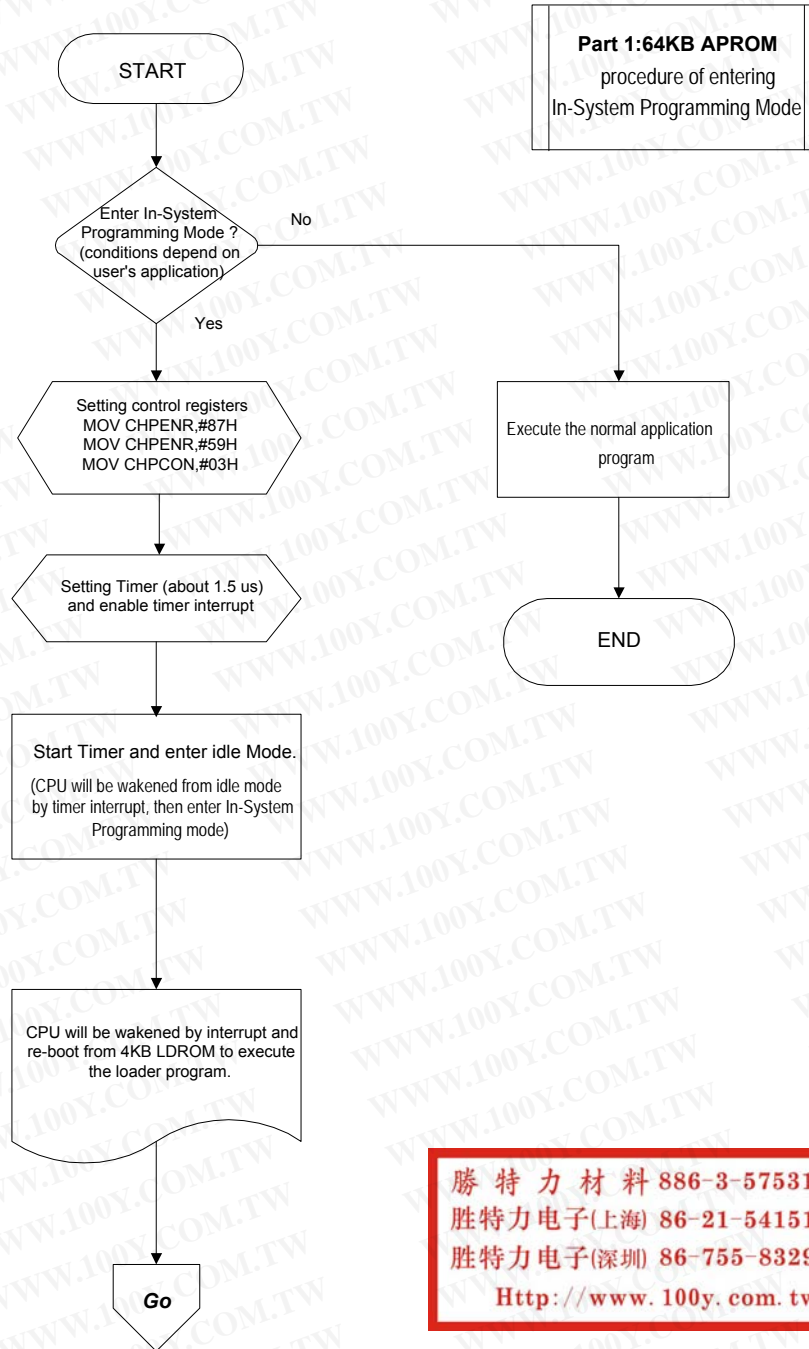 Part 1:64KB APROM
procedure of entering
In-System Programming Mode
START
Enter In-System
Programming Mode ?
(conditions depend on
user's application)
No
Yes
Setting control registers
MOV CHPENR,#87H
MOV CHPENR,#59H
MOV CHPCON,#03H
Execute the normal application
program
Setting Timer (about 1.5 us)
and enable timer interrupt
END
Start Timer and enter idle Mode.
(CPU will be wakened from idle mode
by timer interrupt, then enter In-System
Programming mode)
CPU will be wakened by interrupt and
re-boot from 4KB LDROM to execute
the loader program.
Go
勝 特 力 材 料 886-3-57531
胜特力电子(上海) 86-21-54151
胜特力电子(深圳) 86-755-8329
Http://www. 100y. com. tw
WWW.100Y.COM.TW